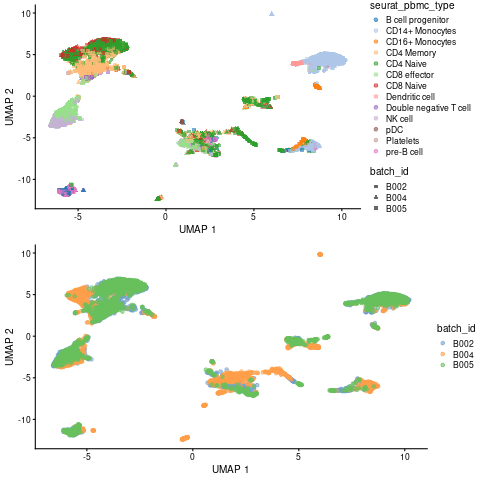 seurat_pbmc_type
B cell progenitor
CD14+ Monocytes
CD16+ Monocytes
CD4 Memory
CD4 Naive
CD8 effector
CD8 Naive
Dendritic cell
Double negative T cell
NK cell
pDC
Platelets
pre-B cell
batch_id
B002
B004
B005
UMAP 2
10
5
0
-5
-10
-5
0
5
10
UMAP 1
UMAP 2
10
5
0
-5
-10
-5
0
5
10
UMAP 1
batch_id
B002
B004
B005